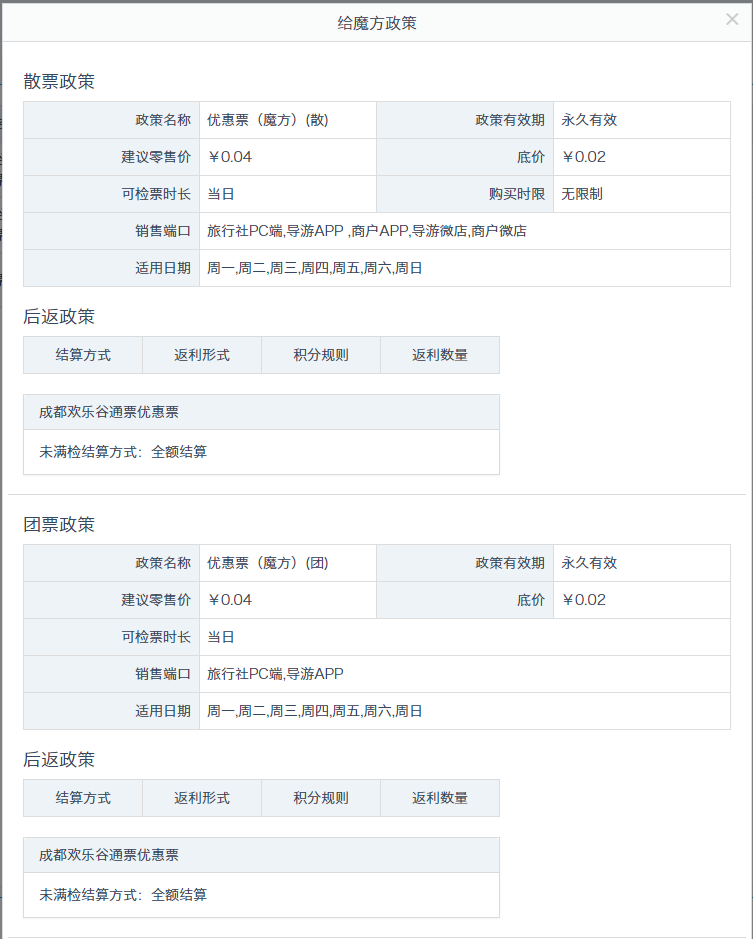 给魔方政策
散票政策
政策名称 优惠票（魔方）(散) 政策有效期 永久有效
建议零售价 ￥0.04 底价 ￥0.02
可检票时长 当日 购买时限 无限制
销售端口 旅行社PC端,导游APP ,商户APP,导游微店,商户微店
适用日期 周一,周二,周三,周四,周五,周六,周日
后返政策
结算方式 返利形式 积分规则 返利数量
成都欢乐谷通票优惠票
未满检结算方式：全额结算
团票政策
政策名称 优惠票（魔方）(团) 政策有效期 永久有效
建议零售价 ￥0.04 底价 ￥0.02
可检票时长 当日
销售端口 旅行社PC端,导游APP
适用日期 周一,周二,周三,周四,周五,周六,周日
后返政策
结算方式 返利形式 积分规则 返利数量
成都欢乐谷通票优惠票
未满检结算方式：全额结算